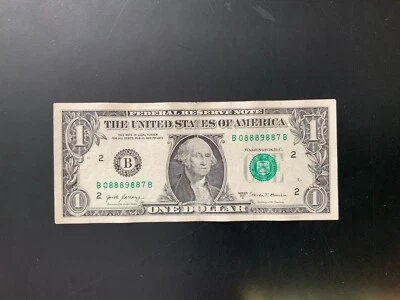 FEDERAL RESERVE NOTE
THE UNITED STATES OF AMERICA
THIS NOTE IS LEGAL TENDER
FOR ALL DEBTS, PUBLIC AND PRIVATE
B 08889887 B
WASHINGTON, D.C.
1
1
2
B
2
B 08889887 B
2
2
1
1
ONE DOLLAR
SERIES